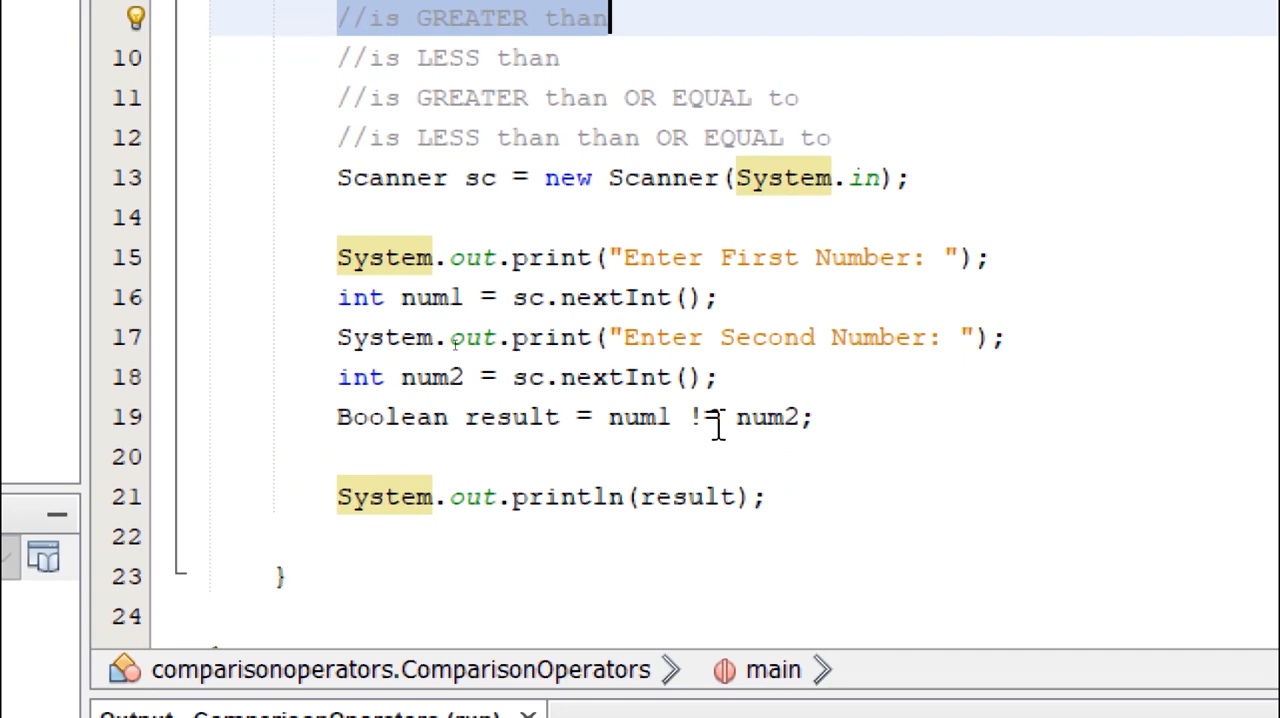 //is GREATER than
10 //is LESS than
11 //is GREATER than OR EQUAL to
12 //is LESS than than OR EQUAL to
13 Scanner sc = new Scanner(System.in);
14
15 System.out.print("Enter First Number: ");
16 int num1 = sc.nextInt();
17 System.out.print("Enter Second Number: ");
18 int num2 = sc.nextInt();
19 Boolean result = num1 != num2;
20
21 System.out.println(result);
22
23 }
24
comparisonoperators.ComparisonOperators main
Output - ComparisonOperators (run)